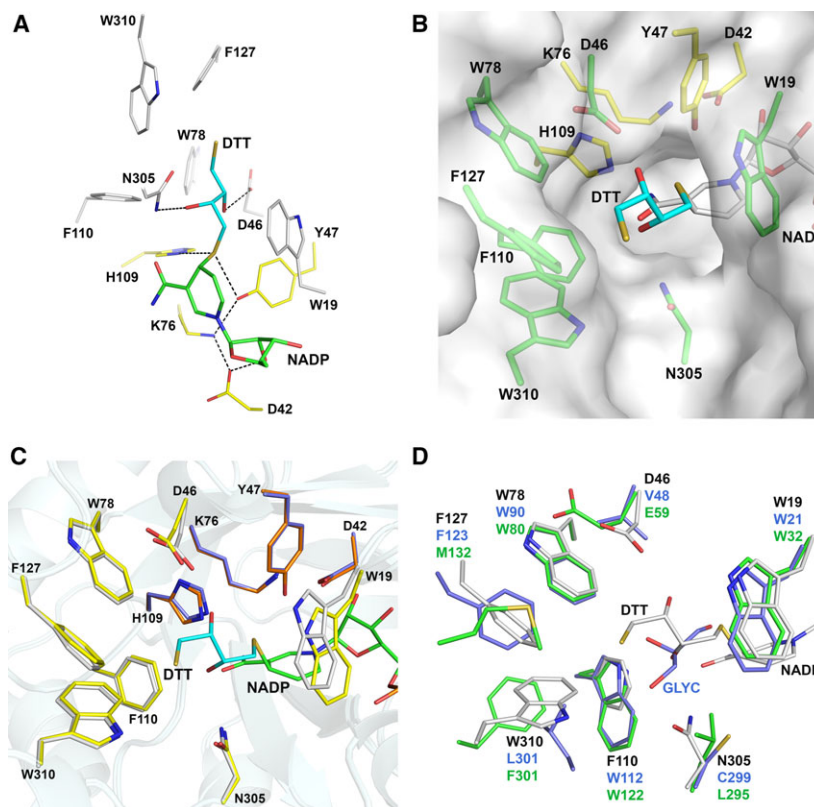 A
W310
F127
W78
DTT
N305
F110
D46
Y47
H109
W19
K76
NADP
D42
B
Y47
D42
D46
K76
W78
W19
H109
F127
DTT
NAD
F110
N305
W310
C
D46
Y47
W78
K76
D42
F127
W19
H109
DTT
NADP
F110
W310
N305
D
D46
V48
E59
W78
W90
W80
W19
W21
W32
F127
F123
M132
DTT
NADP
GLYC
W310
L301
F301
F110
W112
W122
N305
C299
L295